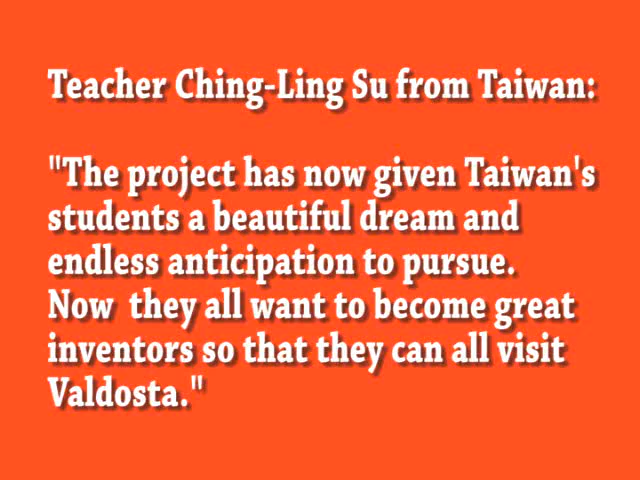 Teacher Ching-Ling Su from Taiwan:
"The project has now given Taiwan's
students a beautiful dream and
endless anticipation to pursue.
Now  they all want to become great
inventors so that they can all visit
Valdosta."